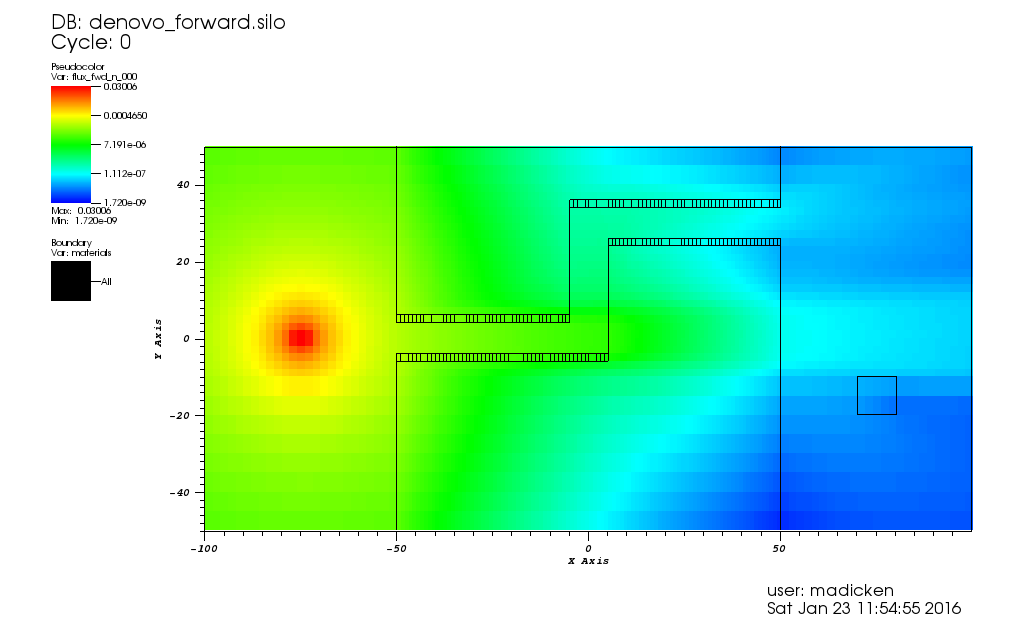 DB: denovo_forward.silo
Cycle: 0
Pseudocolor
Var: flux_fwd_n_000
0.03006
0.0004650
7.191e-06
1.112e-07
1.720e-09
Max: 0.03006
Min: 1.720e-09
Boundary
Var: materials
All
40
20
0
-20
-40
Y Axis
-100
-50
0
50
X Axis
user: madicken
Sat Jan 23 11:54:55 2016